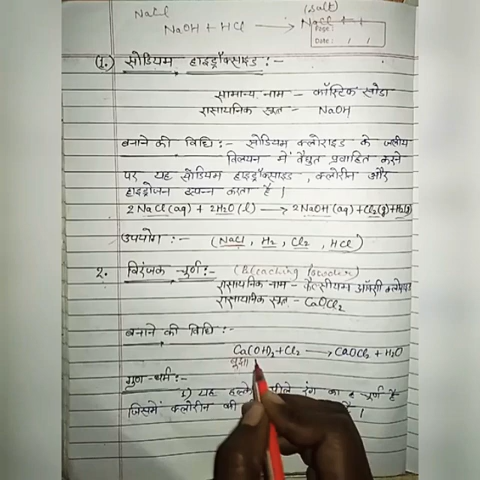 NaCl
(salt)
NaOH + HCl → NaCl +
Page :
Date : / /
(1.) सोडियम हाइड्रॉक्साइड :-
सामान्य नाम - कॉस्टिक सोडा
रासायनिक सूत्र - NaOH
बनाने की विधि :- सोडियम क्लोराइड के जलीय
विलयन में वैद्युत प्रवाहित करने
पर यह सोडियम हाइड्रॉक्साइड, क्लोरीन और
हाइड्रोजन उत्पन्न करता है ।
2NaCl(aq) + 2H2O(l) → 2NaOH(aq) + Cl2(g) + H2(g)
उपयोग :- (NaCl, H2, Cl2, HCl)
2. विरंजक चूर्ण :- (Bleaching Powder)
रासायनिक नाम - कैल्सियम ऑक्सी
रासायनिक सूत्र - CaOCl2
बनाने की विधि :-
Ca(OH)2 + Cl2 → CaOCl2 + H2O
गुण-धर्म :-
1) यह हल्के पीले रंग का चूर्ण है
जिसमें क्लोरीन की है ।